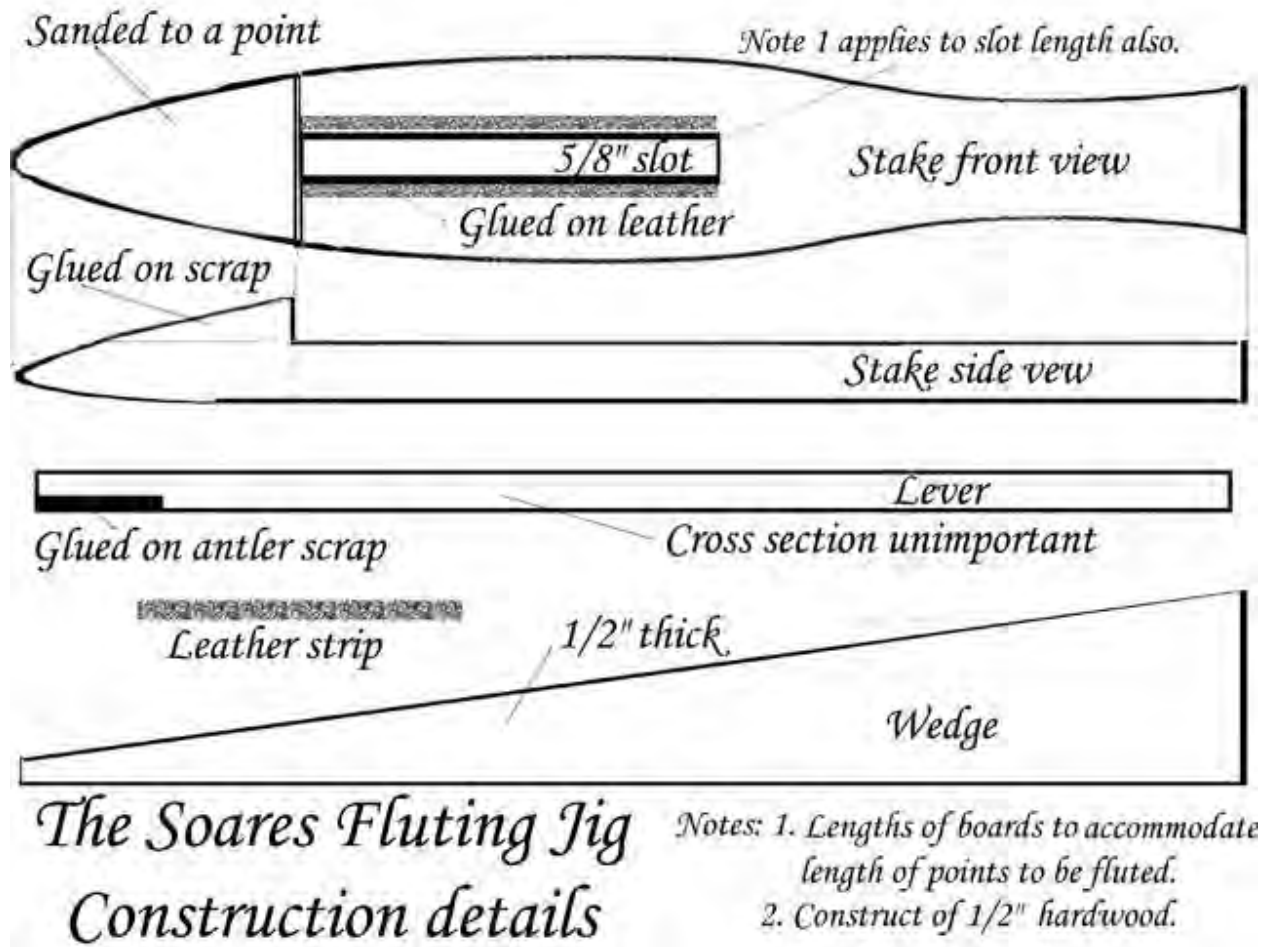 Sanded to a point
Note 1 applies to slot length also.
5/8" slot
Stake front view
Glued on leather
Glued on scrap
Stake side vew
Lever
Glued on antler scrap
Cross section unimportant
Leather strip
1/2" thick
Wedge
The Soares Fluting Jig
Construction details
Notes: 1. Lengths of boards to accommodate
length of points to be fluted.
2. Construct of 1/2" hardwood.